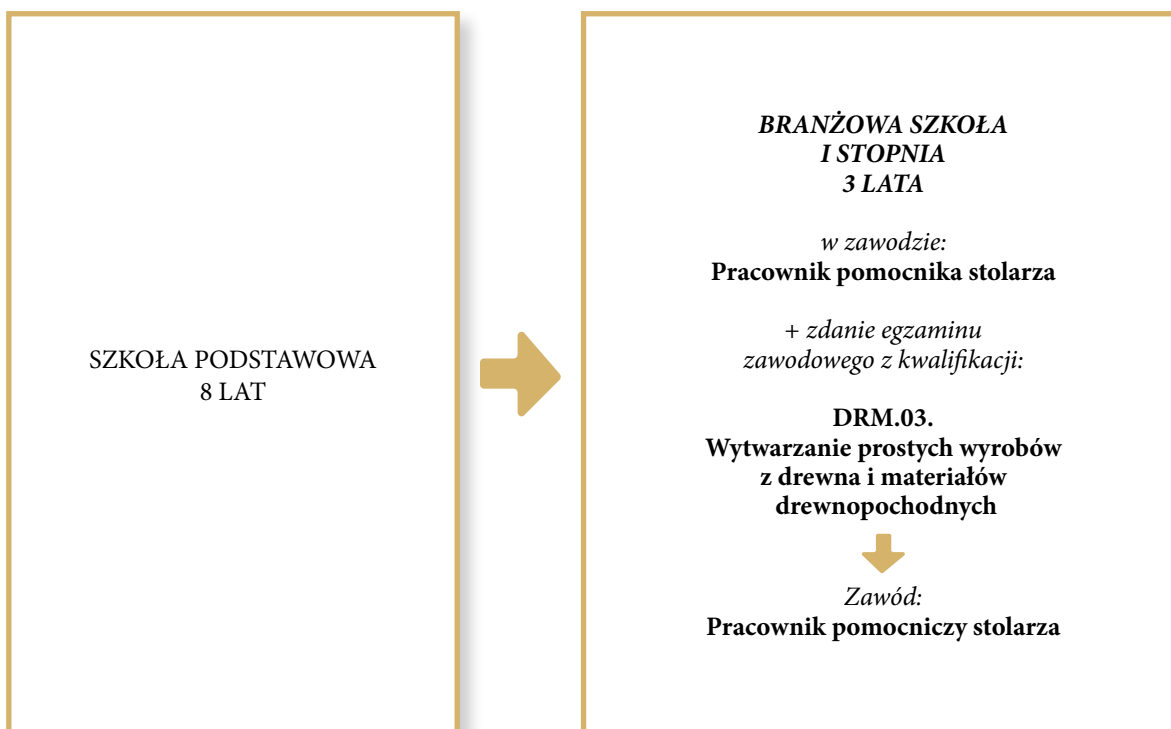 SZKOŁA PODSTAWOWA
8 LAT
BRANŻOWA SZKOŁA
I STOPNIA
3 LATA
w zawodzie:
Pracownik pomocnika stolarza
+ zdanie egzaminu
zawodowego z kwalifikacji:
DRM.03.
Wytwarzanie prostych wyrobów
z drewna i materiałów
drewnopochodnych
Zawód:
Pracownik pomocniczy stolarza